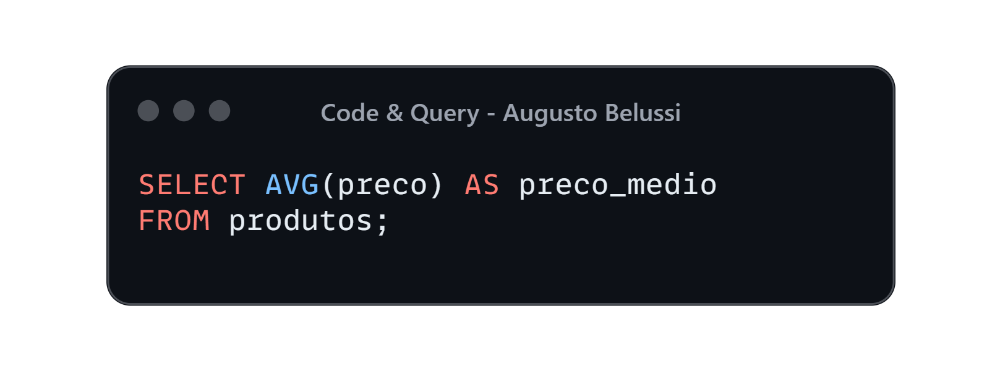 Code & Query - Augusto Belussi
SELECT AVG(preco) AS preco_medio
FROM produtos;